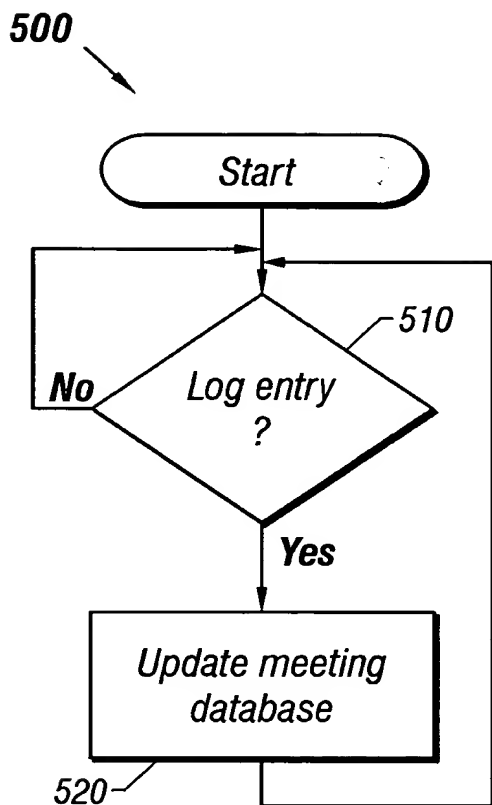 500
Start
510
No
Log entry
?
Yes
Update meeting
database
520